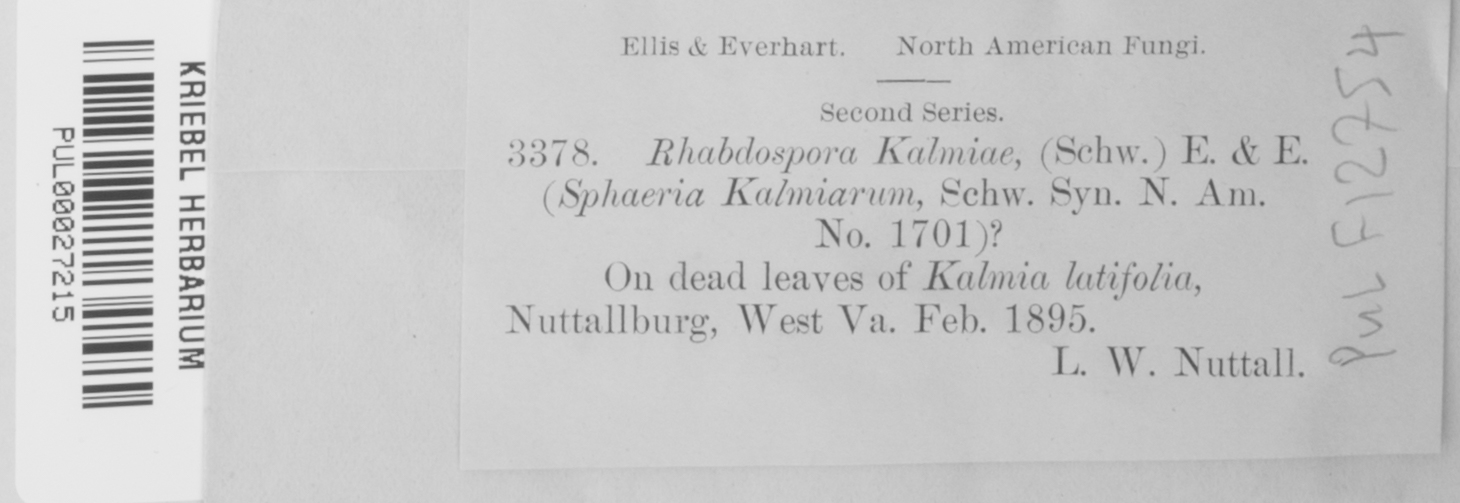 KRIEBEL HERBARIUM
PUL00027215
Ellis & Everhart. North American Fungi.
Second Series.
3378. Rhabdospora Kalmiae, (Schw.) E. & E.
(Sphaeria Kalmiarum, Schw. Syn. N. Am.
No. 1701)?
On dead leaves of Kalmia latifolia,
Nuttallburg, West Va. Feb. 1895.
L. W. Nuttall.
Pul F12254